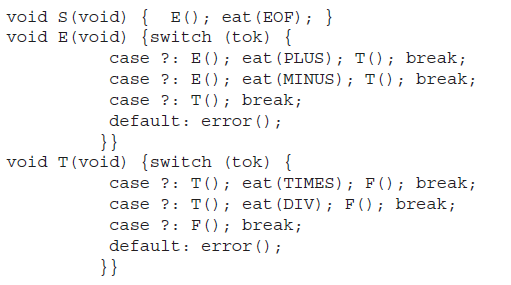 void S(void) { E(); eat(EOF); }
void E(void) {switch (tok) {
case ?: E(); eat(PLUS); T(); break;
case ?: E(); eat(MINUS); T(); break;
case ?: T(); break;
default: error();
}}
void T(void) {switch (tok) {
case ?: T(); eat(TIMES); F(); break;
case ?: T(); eat(DIV); F(); break;
case ?: F(); break;
default: error();
}}